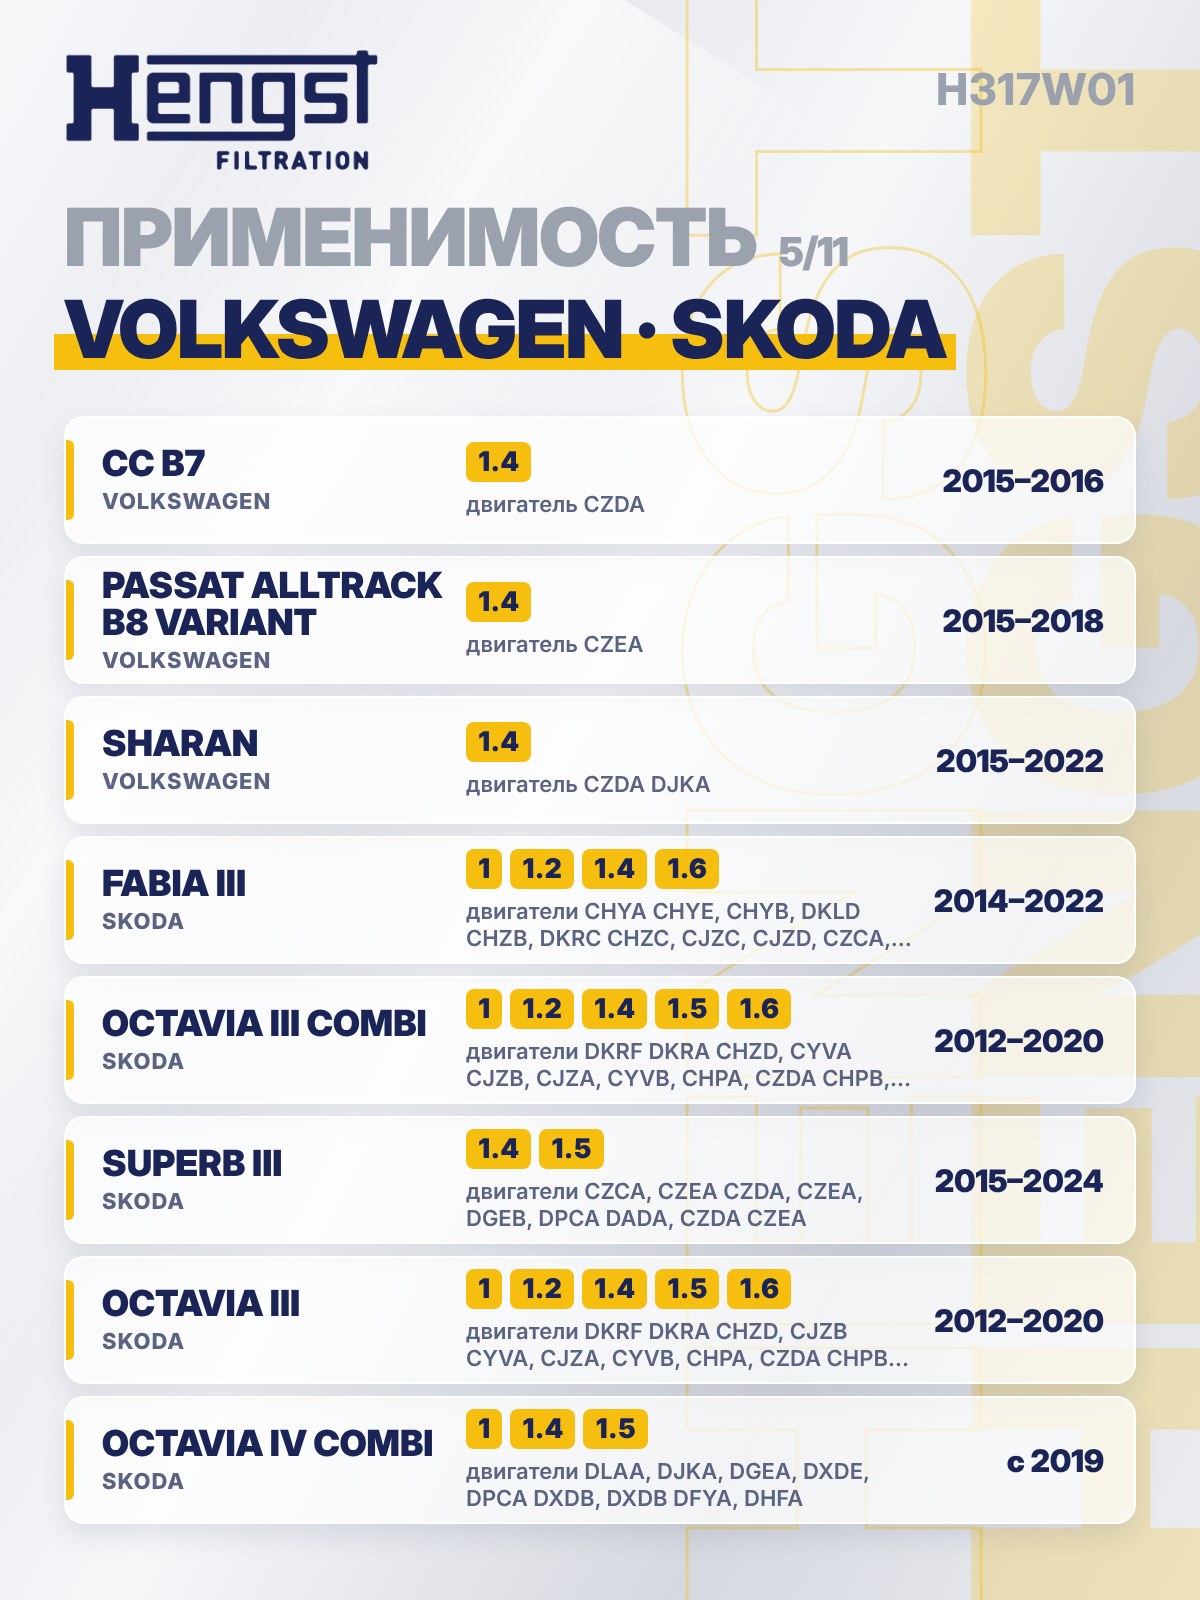 Hengst
FILTRATION
H317W01
ПРИМЕНИМОСТЬ 5/11
VOLKSWAGEN · SKODA
CC B7
VOLKSWAGEN
1.4
двигатель CZDA
2015–2016
PASSAT ALLTRACK
B8 VARIANT
VOLKSWAGEN
1.4
двигатель CZEA
2015–2018
SHARAN
VOLKSWAGEN
1.4
двигатель CZDA DJKA
2015–2022
FABIA III
SKODA
1 1.2 1.4 1.6
двигатели CHYA CHYE, CHYB, DKLD
CHZB, DKRC CHZC, CJZC, CJZD, CZCA,...
2014–2022
OCTAVIA III COMBI
SKODA
1 1.2 1.4 1.5 1.6
двигатели DKRF DKRA CHZD, CYVA
CJZB, CJZA, CYVB, CHPA, CZDA CHPB,...
2012–2020
SUPERB III
SKODA
1.4 1.5
двигатели CZCA, CZEA CZDA, CZEA,
DGEB, DPCA DADA, CZDA CZEA
2015–2024
OCTAVIA III
SKODA
1 1.2 1.4 1.5 1.6
двигатели DKRF DKRA CHZD, CJZB
CYVA, CJZA, CYVB, CHPA, CZDA CHPB...
2012–2020
OCTAVIA IV COMBI
SKODA
1 1.4 1.5
двигатели DLAA, DJKA, DGEA, DXDE,
DPCA DXDB, DXDB DFYA, DHFA
с 2019
HENGST
HENGST